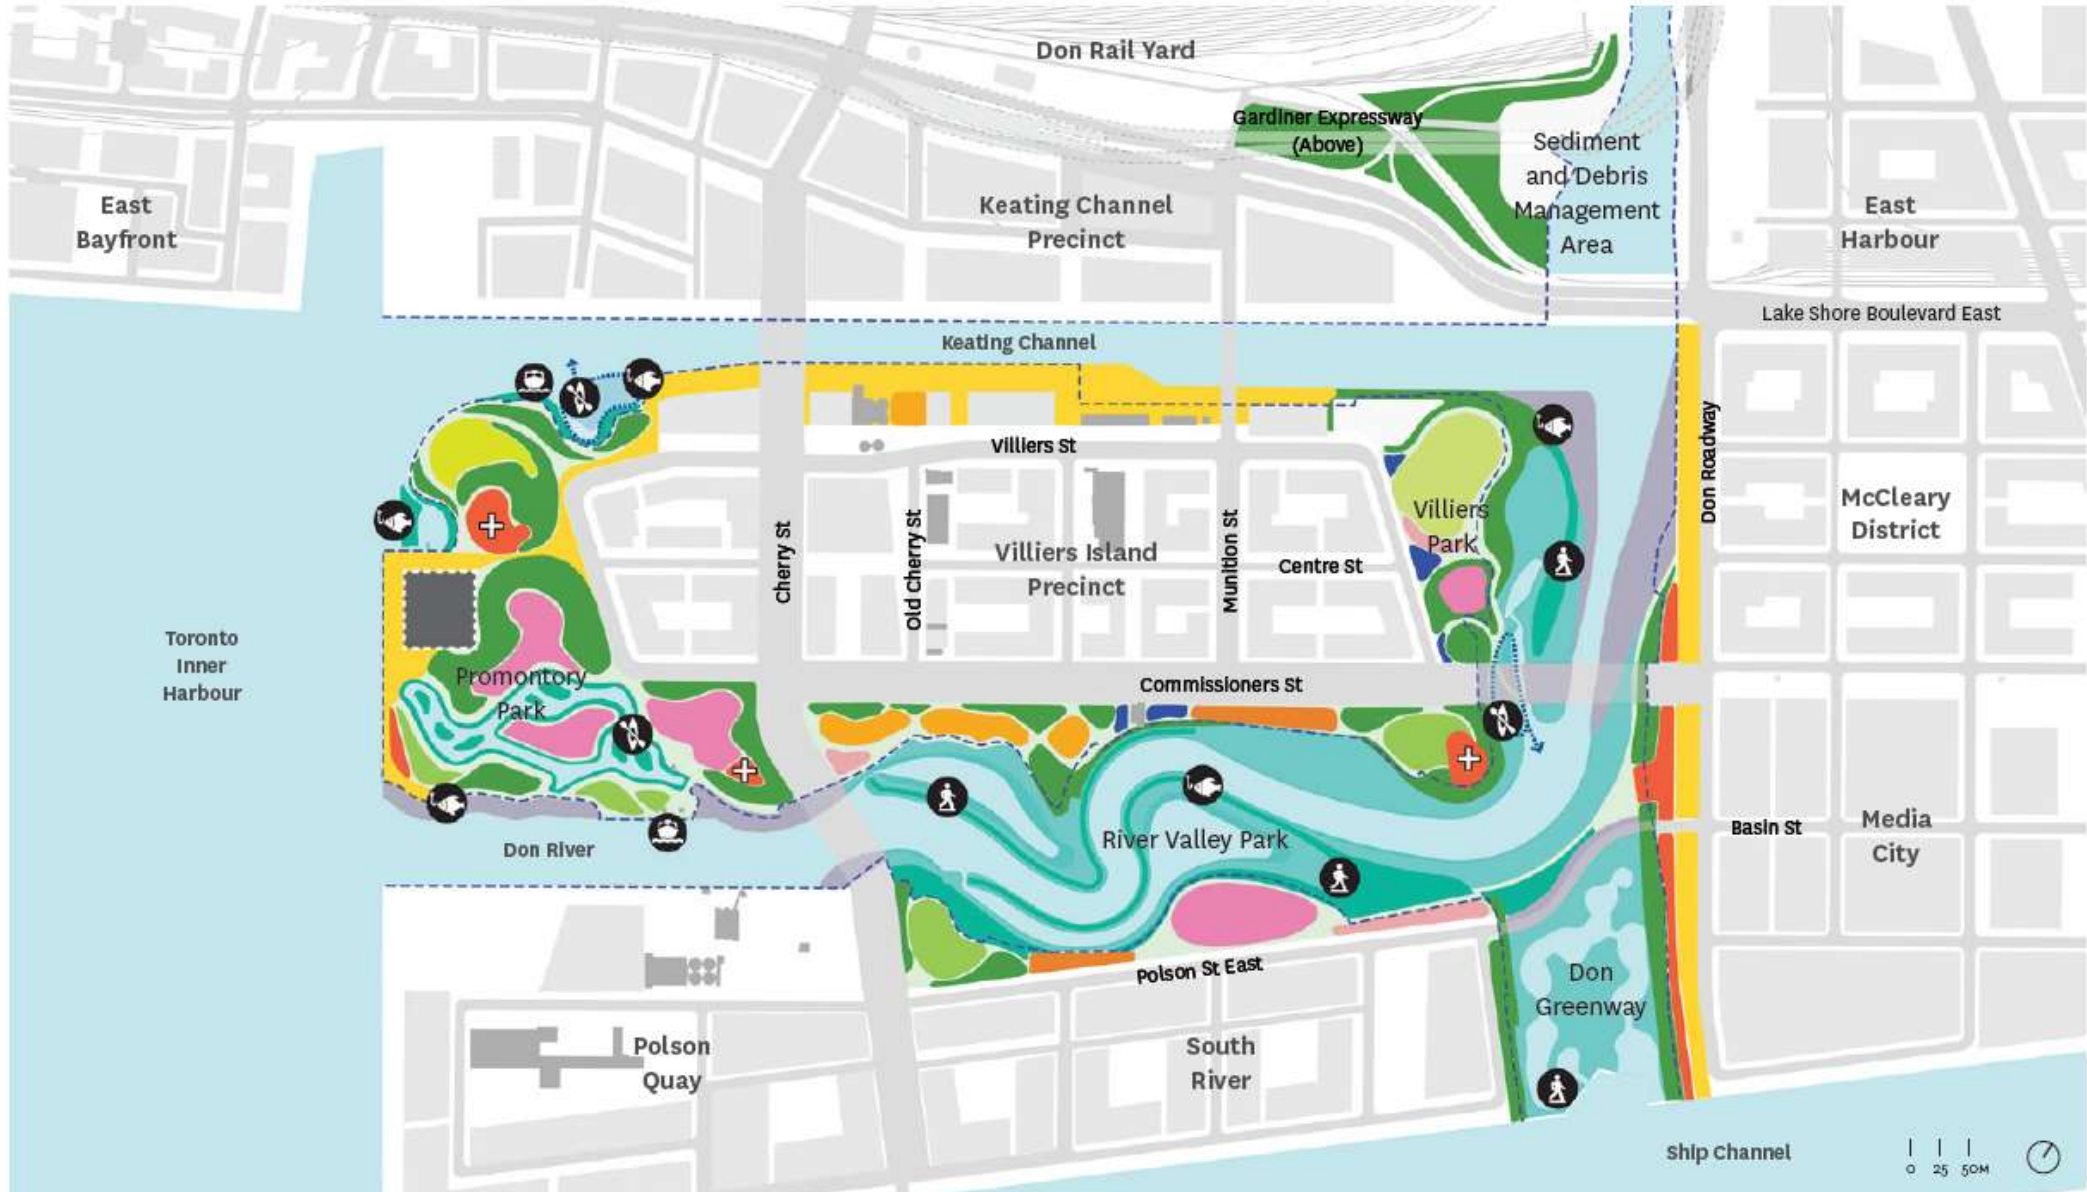 Don Rail Yard
Gardiner Expressway
(Above)
Sediment
and Debris
Management
Area
East
Bayfront
Keating Channel
Precinct
East
Harbour
Lake Shore Boulevard East
Keating Channel
Villiers St
Don Roadway
McCleary
District
Villiers
Park
Cherry St
Old cherry St
Villiers Island
Precinct
Munition St
Centre St
Toronto
Inner
Harbour
Promontory
Park
Commissioners St
Don River
River Valley Park
Basin St
Media
City
Polson St East
Don
Greenway
Polson
Quay
South
River
Ship Channel
0 25 50M